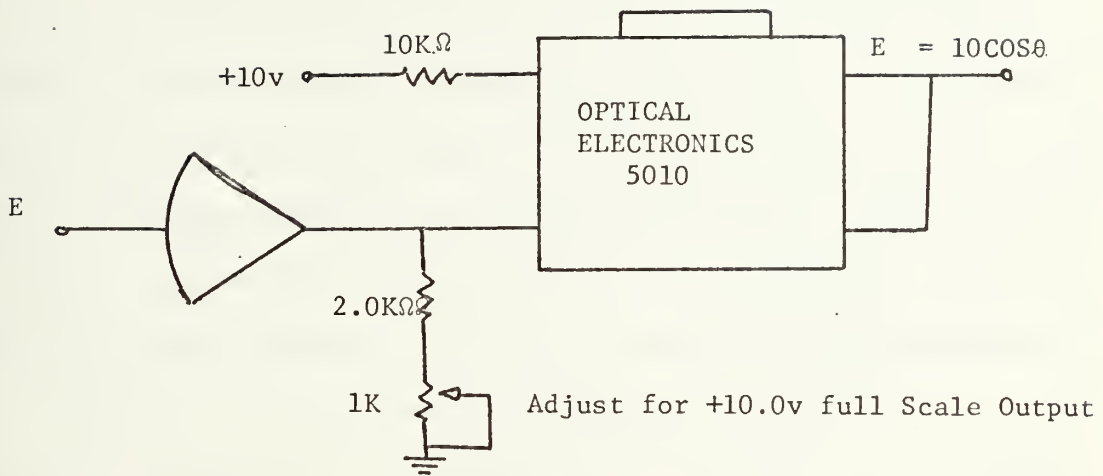 10KΩ
+10v
E = 10COSθ
OPTICAL
ELECTRONICS
5010
E
2.0KΩ
1K
Adjust for +10.0v full Scale Output